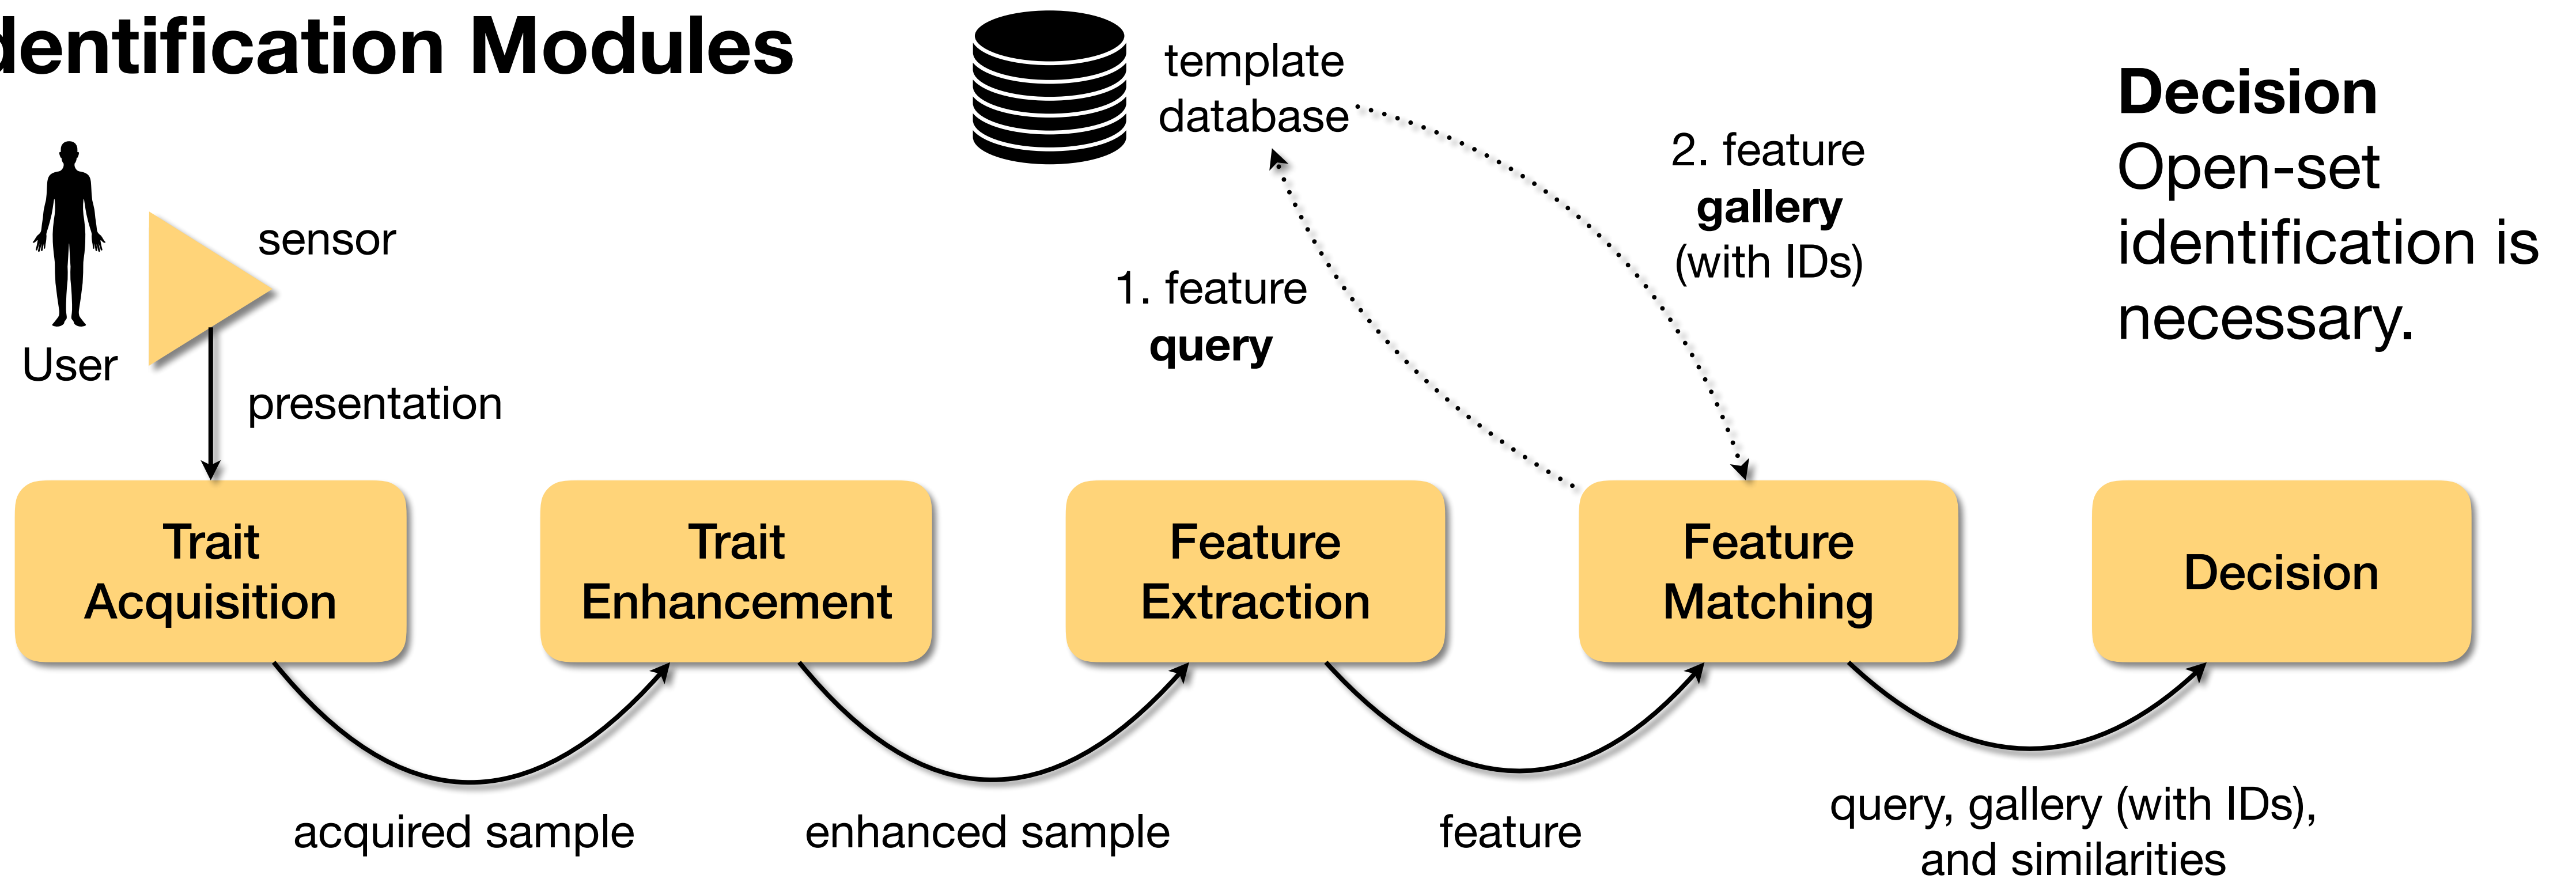 dentification Modules
template
database
Decision
Open-set
identification is
necessary.
sensor
User
presentation
1. feature
query
2. feature
gallery
(with IDs)
Trait
Acquisition
Trait
Enhancement
Feature
Extraction
Feature
Matching
Decision
acquired sample
enhanced sample
feature
query, gallery (with IDs),
and similarities